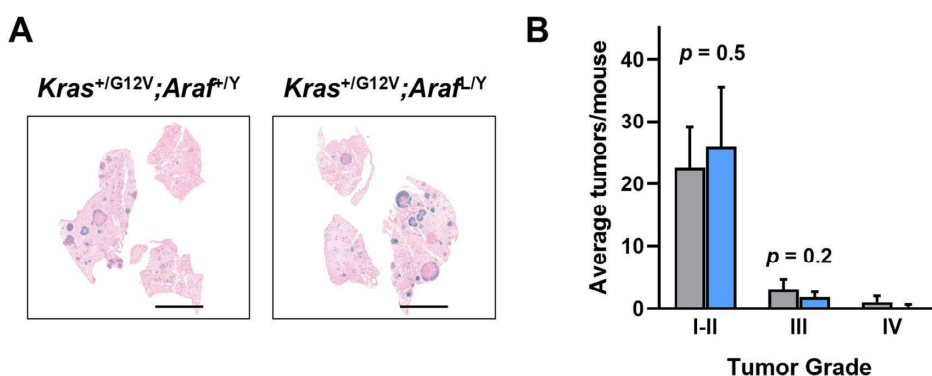 A
Kras+/G12V;Araf+/Y
Kras+/G12V;ArafL/Y
B
Average tumors/mouse
40
30
20
10
0
p = 0.5
p = 0.2
I-II
III
IV
Tumor Grade